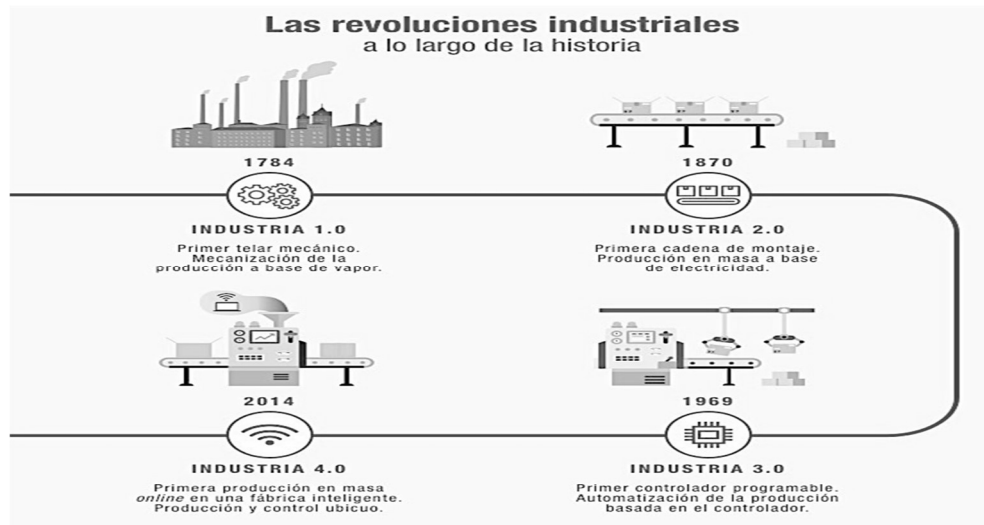 Las revoluciones industriales
a lo largo de la historia
1784
INDUSTRIA 1.0
Primer telar mecánico.
Mecanización de la
producción a base de vapor.
1870
INDUSTRIA 2.0
Primera cadena de montaje.
Producción en masa a base
de electricidad.
1969
INDUSTRIA 3.0
Primer controlador programable.
Automatización de la producción
basada en el controlador.
2014
INDUSTRIA 4.0
Primera producción en masa
online en una fábrica inteligente.
Producción y control ubicuo.